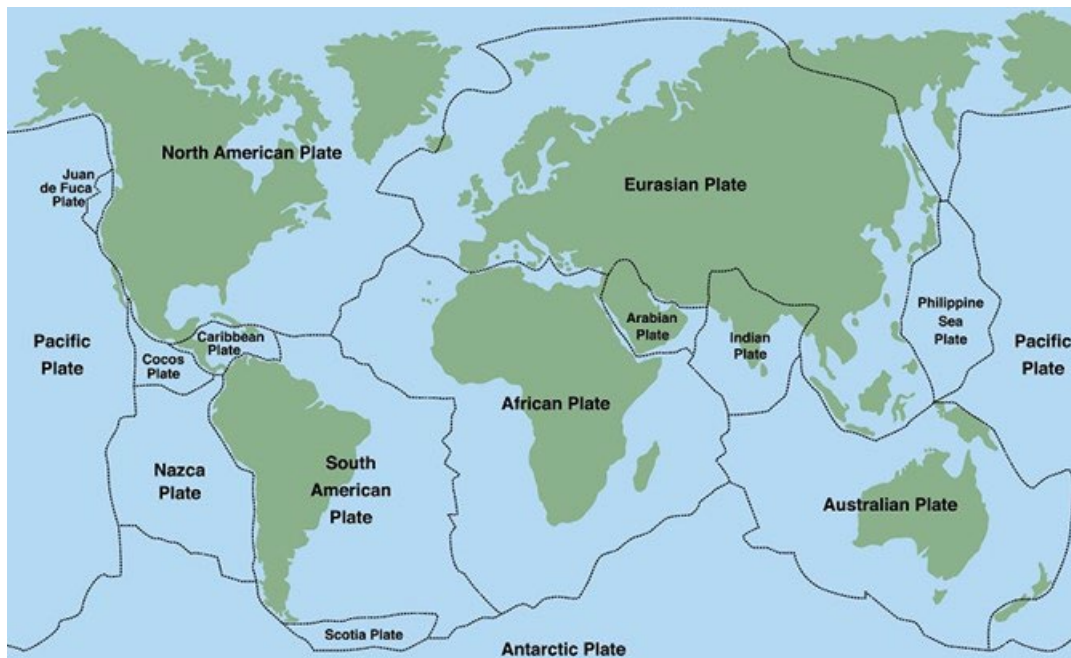 North American Plate
Juan
de Fuca
Plate
Eurasian Plate
Pacific
Plate
Cocos
Plate
Caribbean
Plate
Arabian
Plate
Indian
Plate
Philippine
Sea
Plate
Pacific
Plate
African Plate
Nazca
Plate
South
American
Plate
Australian Plate
Scotia Plate
Antarctic Plate